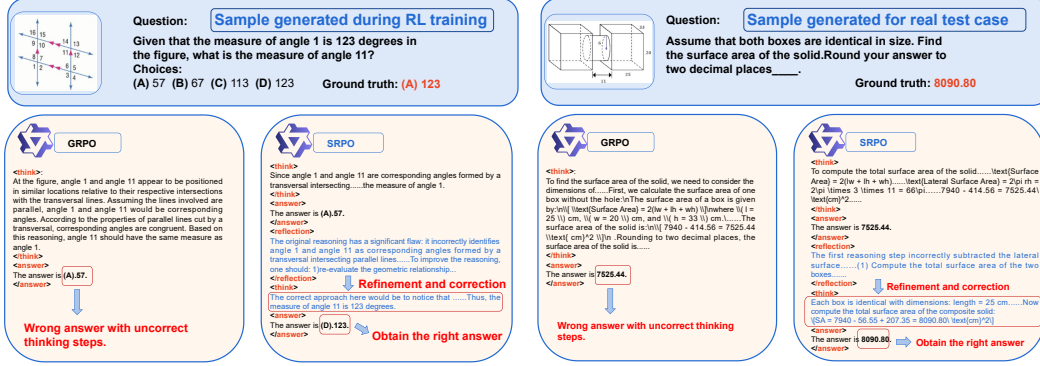 Question:
Sample generated during RL training
Given that the measure of angle 1 is 123 degrees in
the figure, what is the measure of angle 11?
Choices:
(A) 57 (B) 67 (C) 113 (D) 123
Ground truth: (A) 123
16 15
14 13
9 10
11 12
8 7
6 5
1 2
3 4
GRPO
<think>:
At the figure, angle 1 and angle 11 appear to be positioned
in similar locations relative to their respective intersections
with the transversal lines. Assuming the lines involved are
parallel, angle 1 and angle 11 would be corresponding
angles. According to the properties of parallel lines cut by a
transversal, corresponding angles are congruent. Based on
this reasoning, angle 11 should have the same measure as
angle 1.
</think>
<answer>
The answer is (A).57.
</answer>
Wrong answer with uncorrect
thinking steps.
SRPO
<think>
Since angle 1 and angle 11 are corresponding angles formed by a
transversal intersecting......the measure of angle 1.
<answer>
The answer is (A).57.
</answer>
<reflection>
The original reasoning has a significant flaw: it incorrectly identifies
angle 1 and angle 11 as corresponding angles formed by a
transversal intersecting parallel lines......To improve the reasoning,
one should: 1)re-evaluate the geometric relationship...
</reflection>
Refinement and correction
<think>
The correct approach here would be to notice that ......Thus, the
measure of angle 11 is 123 degrees.
<answer>
The answer is (D).123.
</answer>
Obtain the right answer
Question:
Sample generated for real test case
Assume that both boxes are identical in size. Find
the surface area of the solid.Round your answer to
two decimal places____.
Ground truth: 8090.80
6
11
GRPO
<think>:
To find the surface area of the solid, we need to consider the
dimensions of......First, we calculate the surface area of one
box without the hole:\nThe surface area of a box is given
by:\n\\[ \\text{Surface Area} = 2(lw + lh + wh) \\]\nwhere \\( l =
25 \\) cm, \\( w = 20 \\) cm, and \\( h = 33 \\) cm.\......The
surface area of the solid is:\n\\[ 7940 - 414.56 = 7525.44
\\text{ cm}^2 \\]\n .Rounding to two decimal places, the
surface area of the solid is......
</think>
<answer>
The answer is 7525.44.
</answer>
Wrong answer with uncorrect thinking
steps.
SRPO
<think>
To compute the total surface area of the solid......\text{Surface
Area} = 2(lw + lh + wh)......\text{Lateral Surface Area} = 2\pi rh =
2\pi \times 3 \times 11 = 66\pi......7940 - 414.56 = 7525.44\
\text{cm}^2......
</think>
<answer>
The answer is 7525.44.
</answer>
<reflection>
The first reasoning step incorrectly subtracted the lateral
surface......(1) Compute the total surface area of the two
boxes......
</reflection>
Refinement and correction
<think>
Each box is identical with dimensions: length = 25 cm......Now
compute the total surface area of the composite solid:
\[SA = 7940 - 56.55 + 207.35 = 8090.80\ \text{cm}^2\]
<answer>
The answer is 8090.80.
</answer>
Obtain the right answer